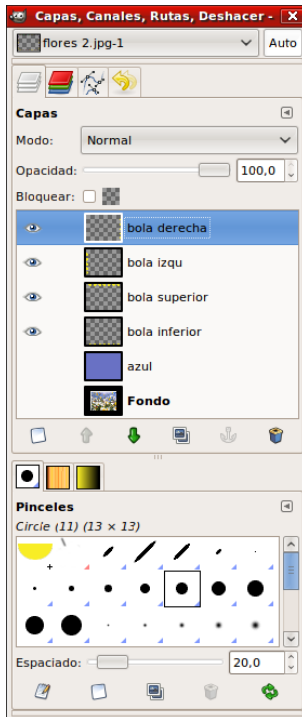 Capas, Canales, Rutas, Deshacer -
flores 2.jpg-1
Auto
Capas
Modo:
Normal
Opacidad:
100,0
Bloquear:
bola derecha
bola izqu
bola superior
bola inferior
azul
Fondo
Pinceles
Circle (11) (13 × 13)
Espaciado:
20,0